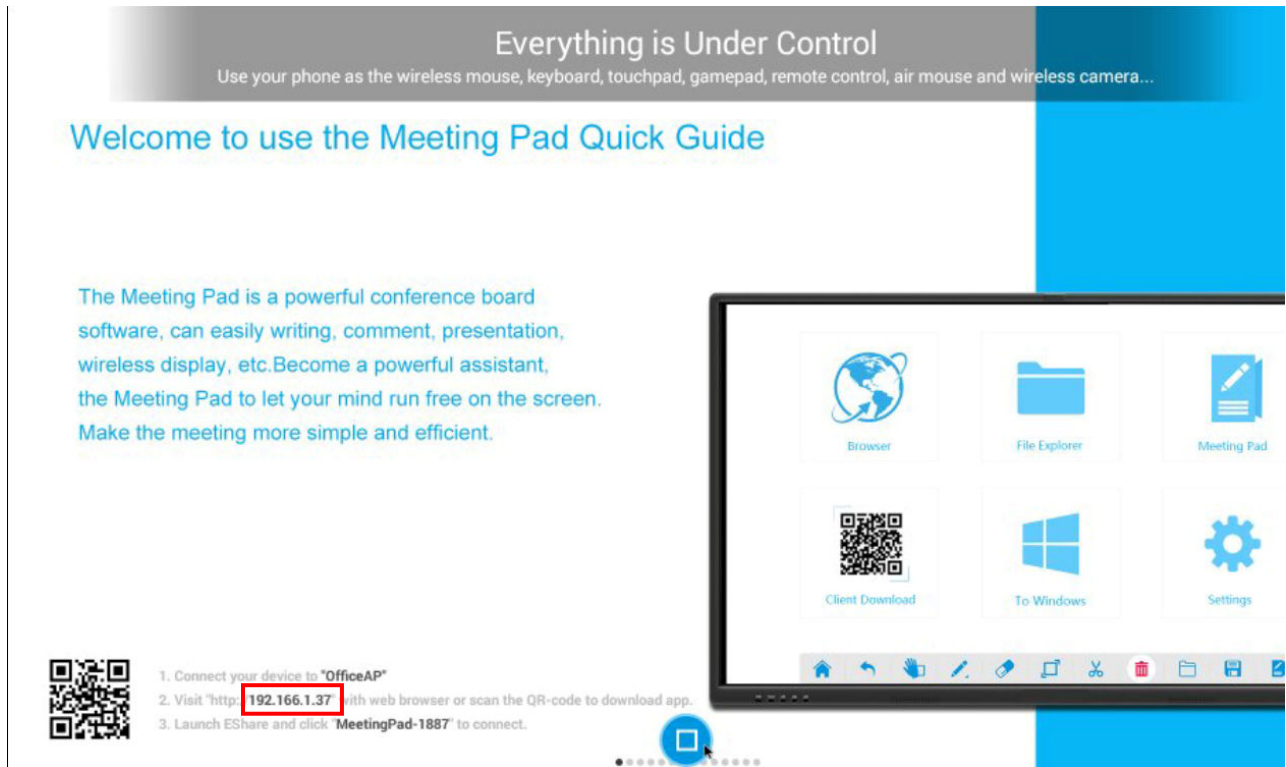 Everything is Under Control
Use your phone as the wireless mouse, keyboard, touchpad, gamepad, remote control, air mouse and wireless camera...
Welcome to use the Meeting Pad Quick Guide
The Meeting Pad is a powerful conference board
software, can easily writing, comment, presentation,
wireless display, etc.Become a powerful assistant,
the Meeting Pad to let your mind run free on the screen.
Make the meeting more simple and efficient.
Browser
File Explorer
Meeting Pad
Client Download
To Windows
Settings
1. Connect your device to "OfficeAP"
2. Visit "http: 192.166.1.37" with web browser or scan the QR-code to download app.
3. Launch EShare and click "MeetingPad-1887" to connect.